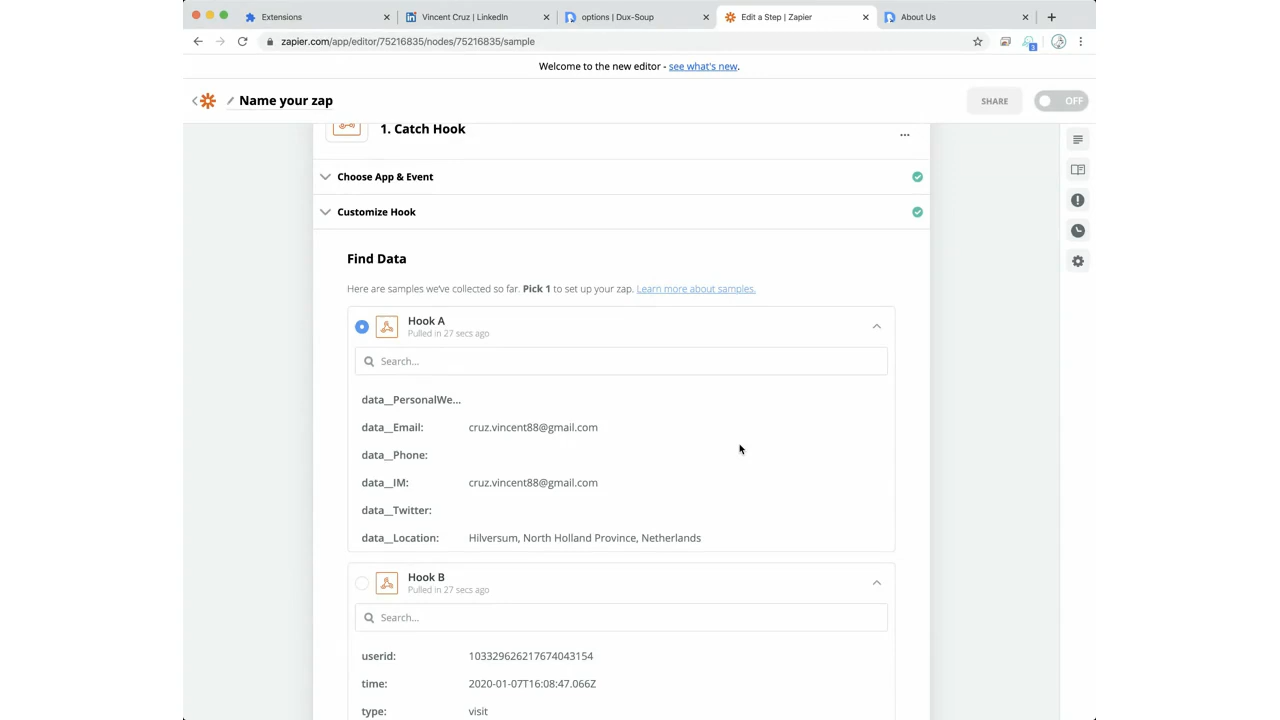 Extensions
Vincent Cruz | LinkedIn
options | Dux-Soup
Edit a Step | Zapier
About Us
zapier.com/app/editor/75216835/nodes/75216835/sample
3
Welcome to the new editor - see what's new.
Name your zap
SHARE
OFF
1. Catch Hook
Choose App & Event
Customize Hook
Find Data
Here are samples we've collected so far. Pick 1 to set up your zap. Learn more about samples.
Hook A
Pulled in 27 secs ago
Search...
data__PersonalWe...
data__Email: cruz.vincent88@gmail.com
data__Phone:
data__IM: cruz.vincent88@gmail.com
data__Twitter:
data__Location: Hilversum, North Holland Province, Netherlands
Hook B
Pulled in 27 secs ago
Search...
userid: 103329626217674043154
time: 2020-01-07T16:08:47.066Z
type: visit